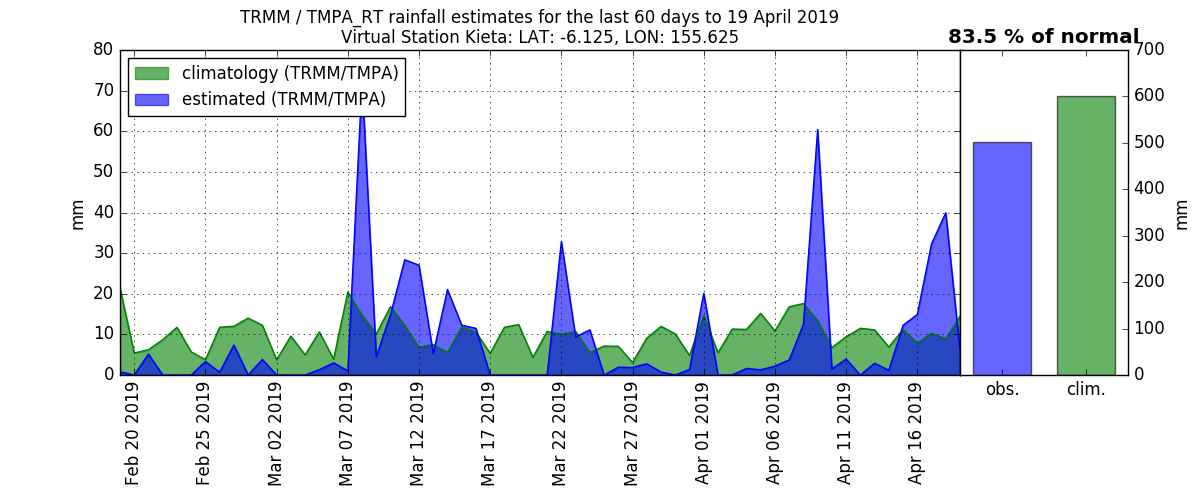 TRMM / TMPA_RT rainfall estimates for the last 60 days to 19 April 2019
Virtual Station Kieta: LAT: -6.125, LON: 155.625
83.5 % of normal
climatology (TRMM/TMPA)
estimated (TRMM/TMPA)
80
70
60
50
40
30
20
10
0
mm
Feb 20 2019
Feb 25 2019
Mar 02 2019
Mar 07 2019
Mar 12 2019
Mar 17 2019
Mar 22 2019
Mar 27 2019
Apr 01 2019
Apr 06 2019
Apr 11 2019
Apr 16 2019
obs.
clim.
700
600
500
400
300
200
100
0
mm